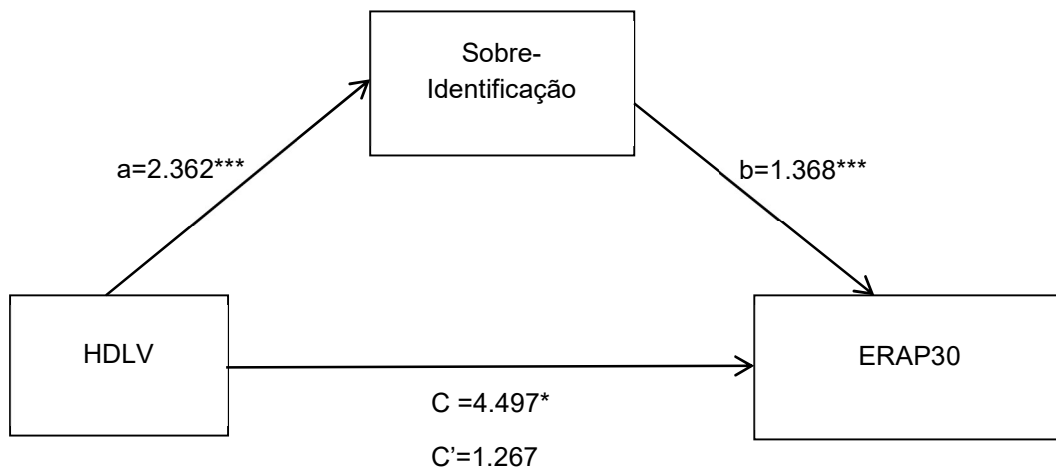 Sobre-
Identificação
a=2.362***
b=1.368***
HDLV
ERAP30
C =4.497*
C’=1.267